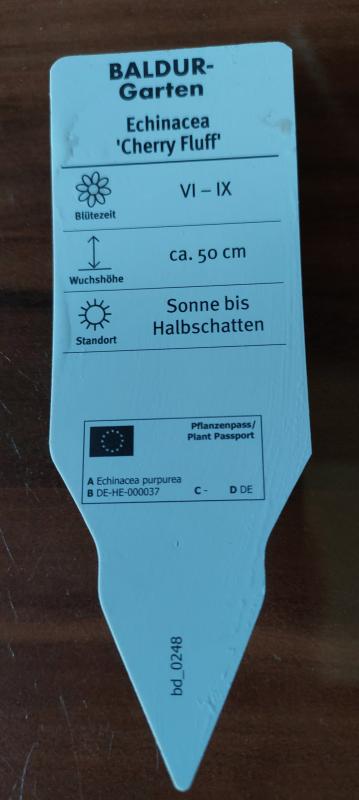 BALDUR-
Garten
Echinacea
'Cherry Fluff'
Blütezeit
VI – IX
Wuchshöhe
ca. 50 cm
Standort
Sonne bis
Halbschatten
Pflanzenpass/
Plant Passport
A Echinacea purpurea
B DE-HE-000037 C - D DE
bd_0248